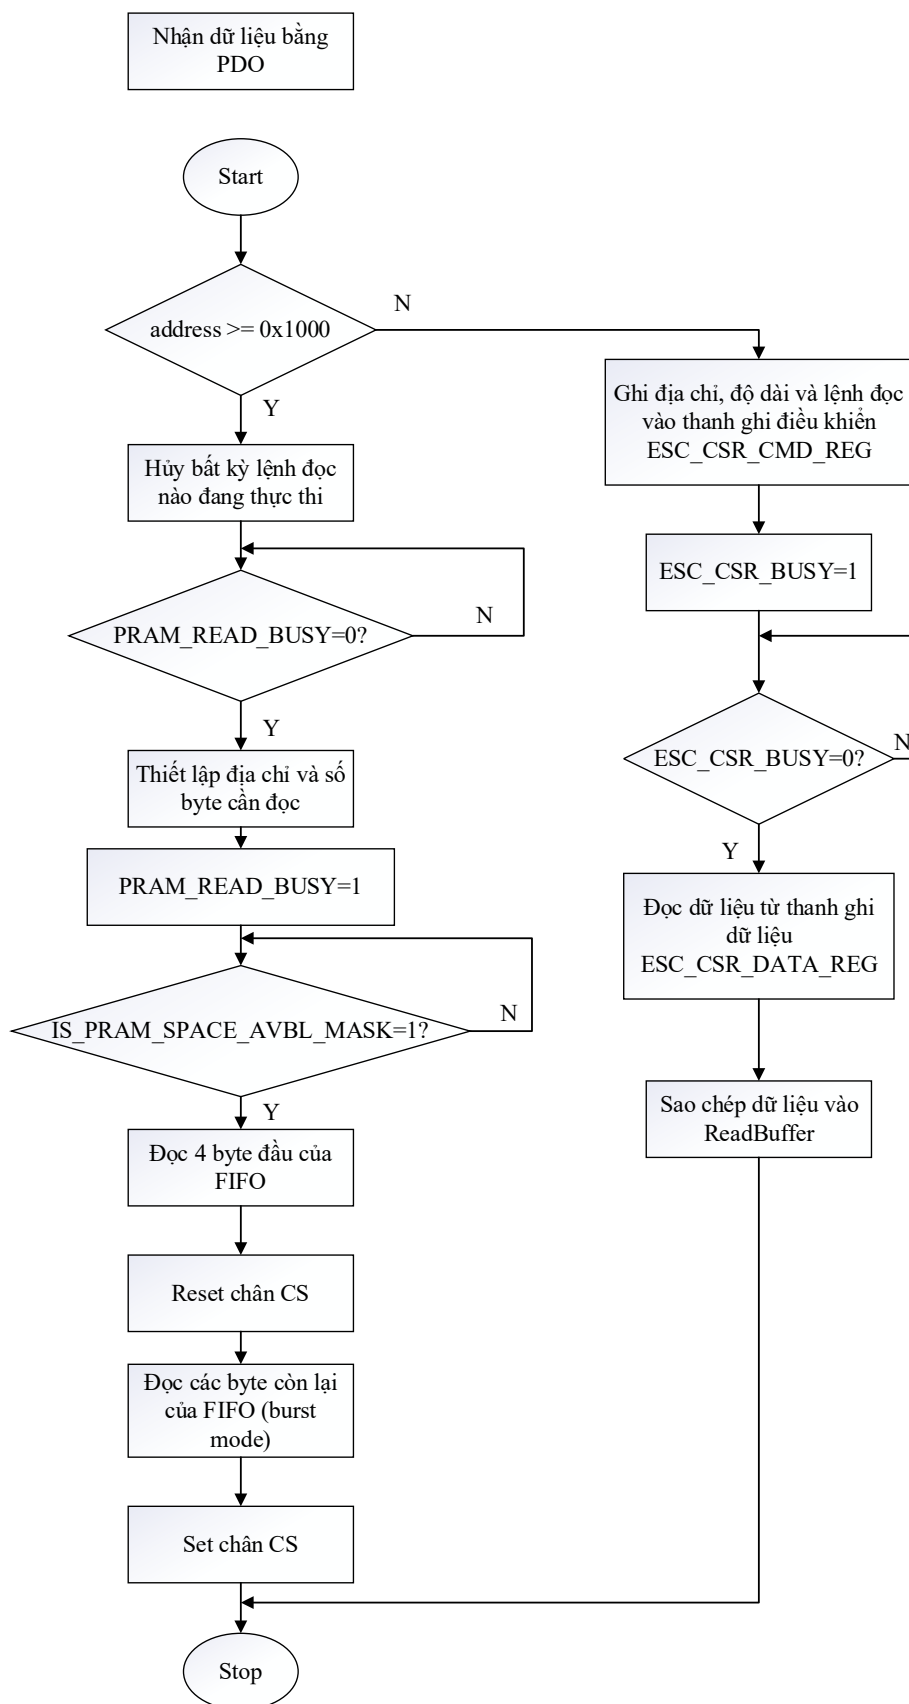 Nhận dữ liệu bằng
PDO
Start
address >= 0x1000
N
Y
Hủy bất kỳ lệnh đọc
nào đang thực thi
PRAM_READ_BUSY=0?
N
Y
Thiết lập địa chỉ và số
byte cần đọc
PRAM_READ_BUSY=1
IS_PRAM_SPACE_AVBL_MASK=1?
N
Y
Đọc 4 byte đầu của
FIFO
Reset chân CS
Đọc các byte còn lại
của FIFO (burst
mode)
Set chân CS
Stop
Ghi địa chỉ, độ dài và lệnh đọc
vào thanh ghi điều khiển
ESC_CSR_CMD_REG
ESC_CSR_BUSY=1
ESC_CSR_BUSY=0?
N
Y
Đọc dữ liệu từ thanh ghi
dữ liệu
ESC_CSR_DATA_REG
Sao chép dữ liệu vào
ReadBuffer